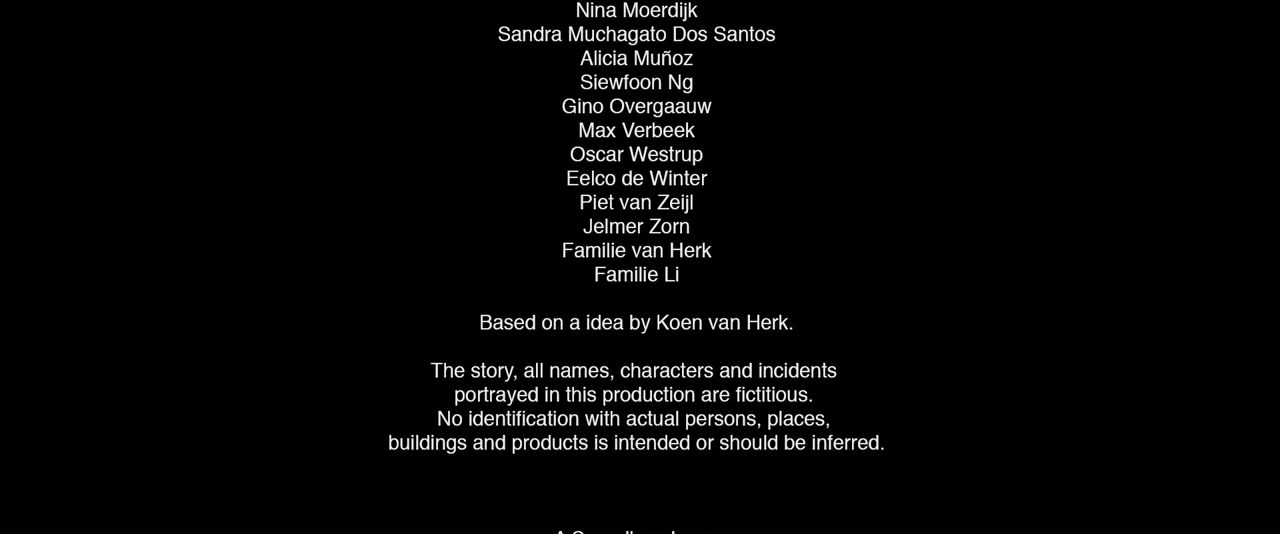 Nina Moerdijk
Sandra Muchagato Dos Santos
Alicia Muñoz
Siewfoon Ng
Gino Overgaauw
Max Verbeek
Oscar Westrup
Eelco de Winter
Piet van Zeijl
Jelmer Zorn
Familie van Herk
Familie Li
Based on a idea by Koen van Herk.
The story, all names, characters and incidents
portrayed in this production are fictitious.
No identification with actual persons, places,
buildings and products is intended or should be inferred.